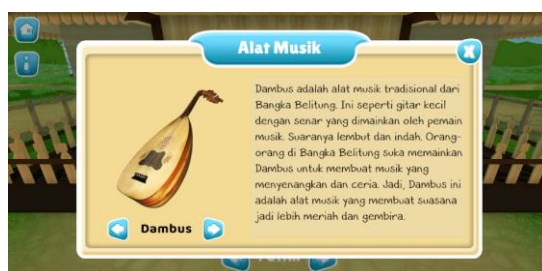 Alat Musik
X
i
Dambus adalah alat musik tradisional dari
Bangka Belitung. Ini seperti gitar kecil
dengan senar yang dimainkan oleh pemain
musik. Suaranya lembut dan indah. Orang-
orang di Bangka Belitung suka memainkan
Dambus untuk membuat musik yang
menyenangkan dan ceria. Jadi, Dambus ini
adalah alat musik yang membuat suasana
jadi lebih meriah dan gembira.
Dambus